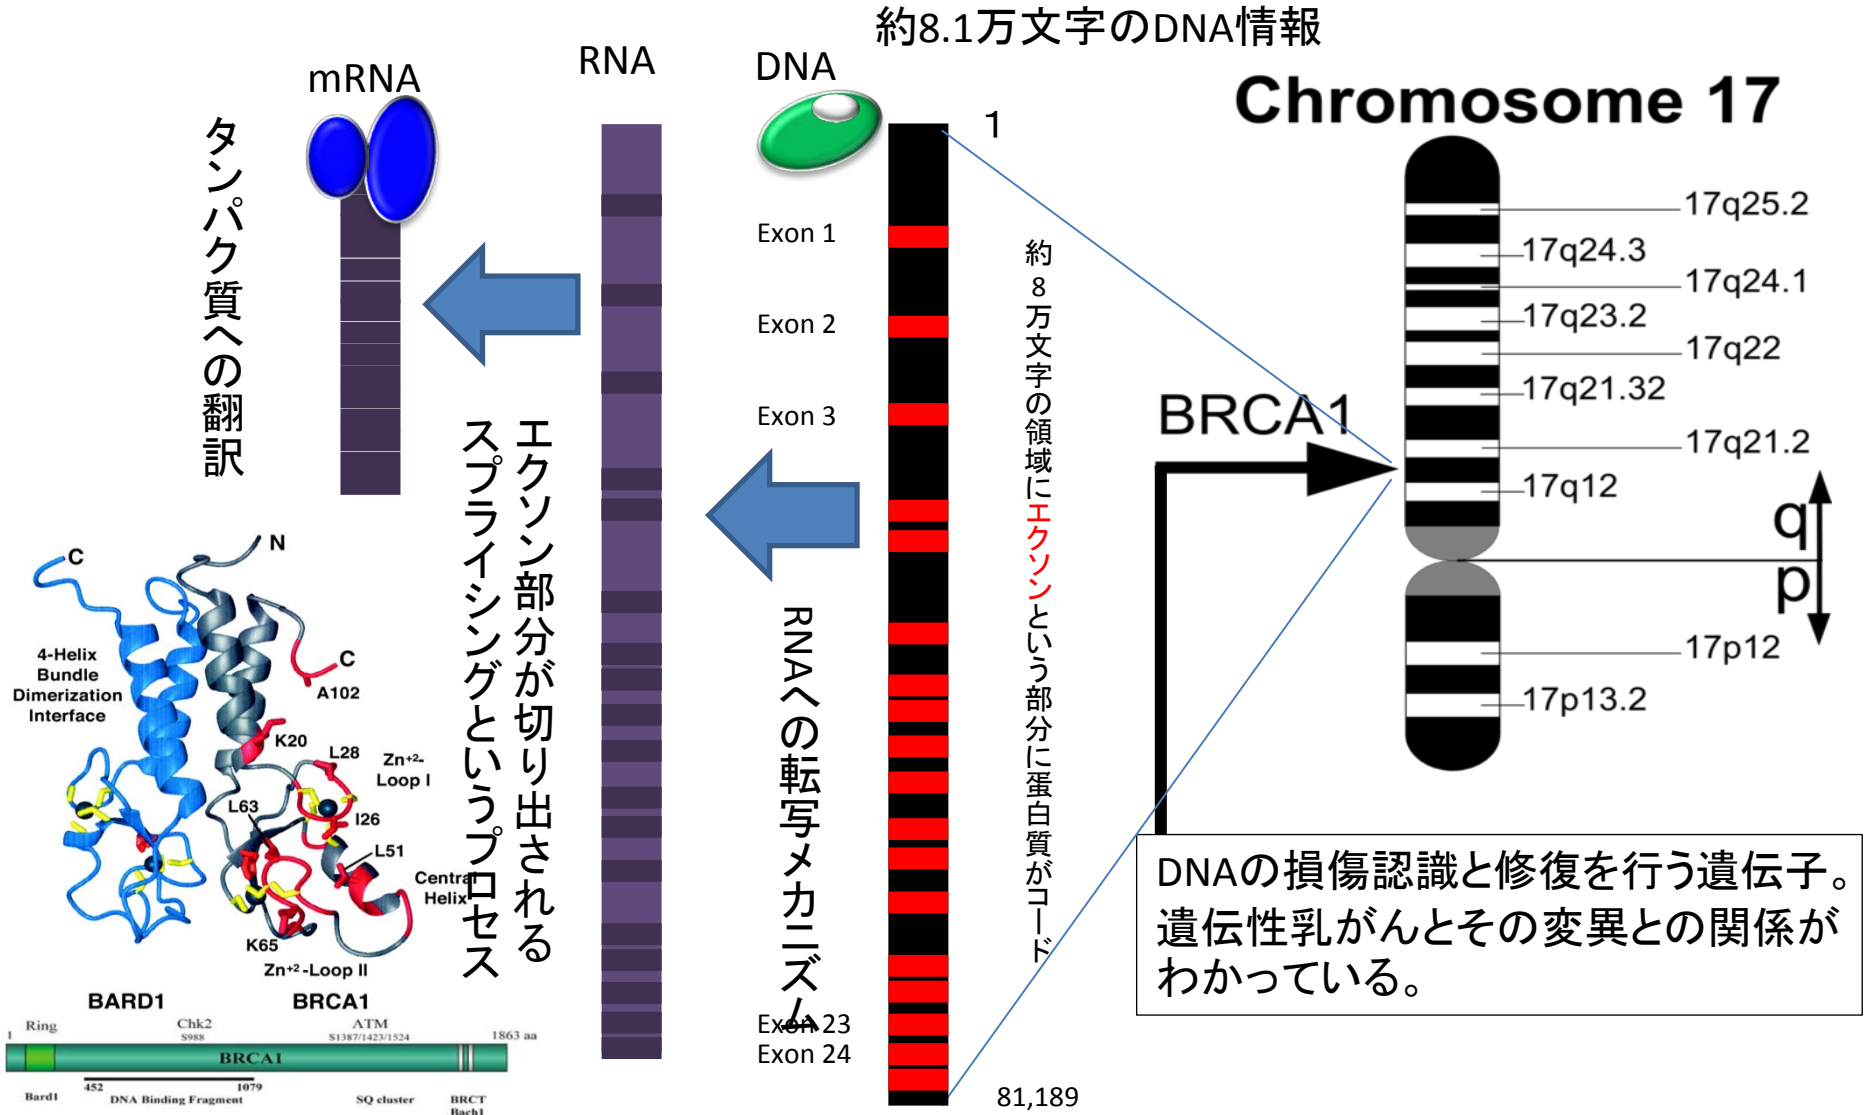 約8.1万文字のDNA情報
mRNA
RNA
DNA
Chromosome 17
1
17q25.2
17q24.3
17q24.1
17q23.2
17q22
17q21.32
17q21.2
17q12
q
p
17p12
17p13.2
BRCA1
DNAの損傷認識と修復を行う遺伝子。
遺伝性乳がんとその変異との関係が
わかっている。
約8万文字の領域にエクソンという部分に蛋白質がコード
Exon 1
Exon 2
Exon 3
Exon 23
Exon 24
81,189
RNAへの転写メカニズム
エクソン部分が切り出される
スプライシングというプロセス
タンパク質への翻訳
N
C
C
A102
4-Helix
Bundle
Dimerization
Interface
K20
L28
Zn+2-
Loop I
L63
I26
L51
Central
Helix
K65
Zn+2-Loop II
BARD1
BRCA1
1
Ring
Chk2
S988
ATM
S1387/1423/1524
1863 aa
BRCA1
452
1079
Bard1
DNA Binding Fragment
SQ cluster
BRCT
Bach1